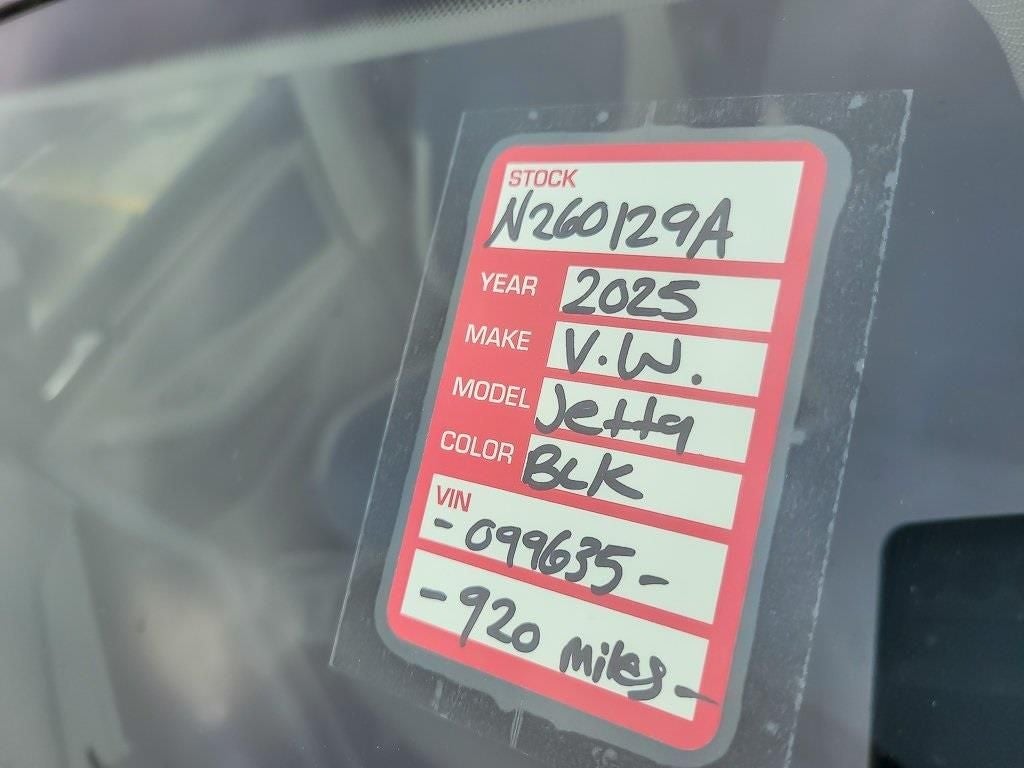 STOCK
N260129A
YEAR 2025
MAKE V.W.
MODEL Jetta
COLOR BLK
VIN
-099635-
-920 miles-